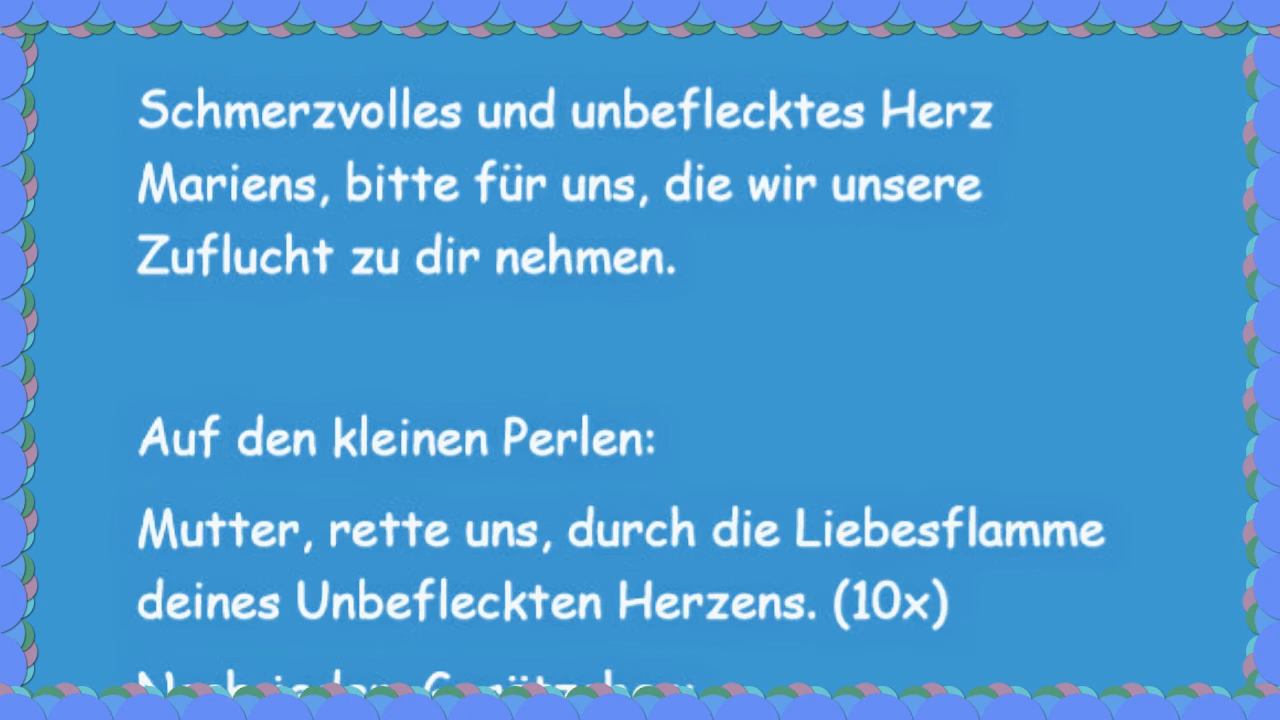 Schmerzvolles und unbeflecktes Herz
Mariens, bitte für uns, die wir unsere
Zuflucht zu dir nehmen.
Auf den kleinen Perlen:
Mutter, rette uns, durch die Liebesflamme
deines Unbefleckten Herzens. (10x)